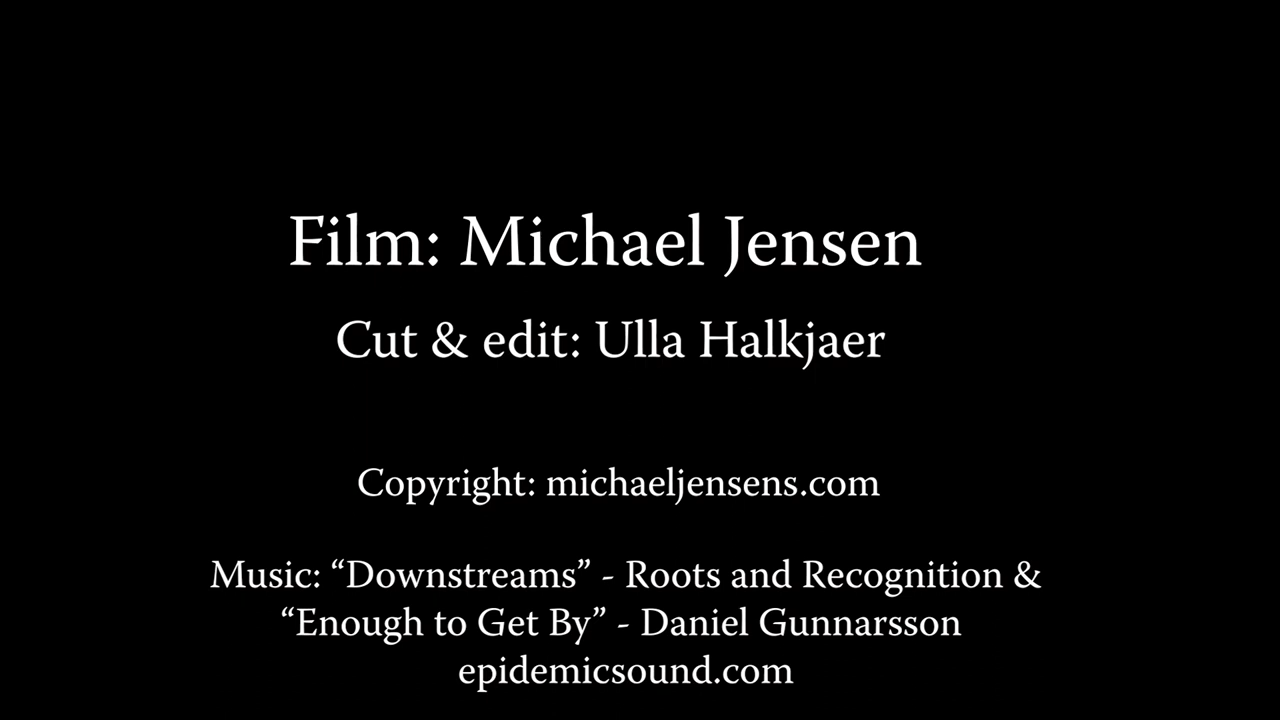 Film: Michael Jensen
Cut & edit: Ulla Halkjaer
Copyright: michaeljensens.com
Music: “Downstreams” - Roots and Recognition &
“Enough to Get By” - Daniel Gunnarsson
epidemicsound.com